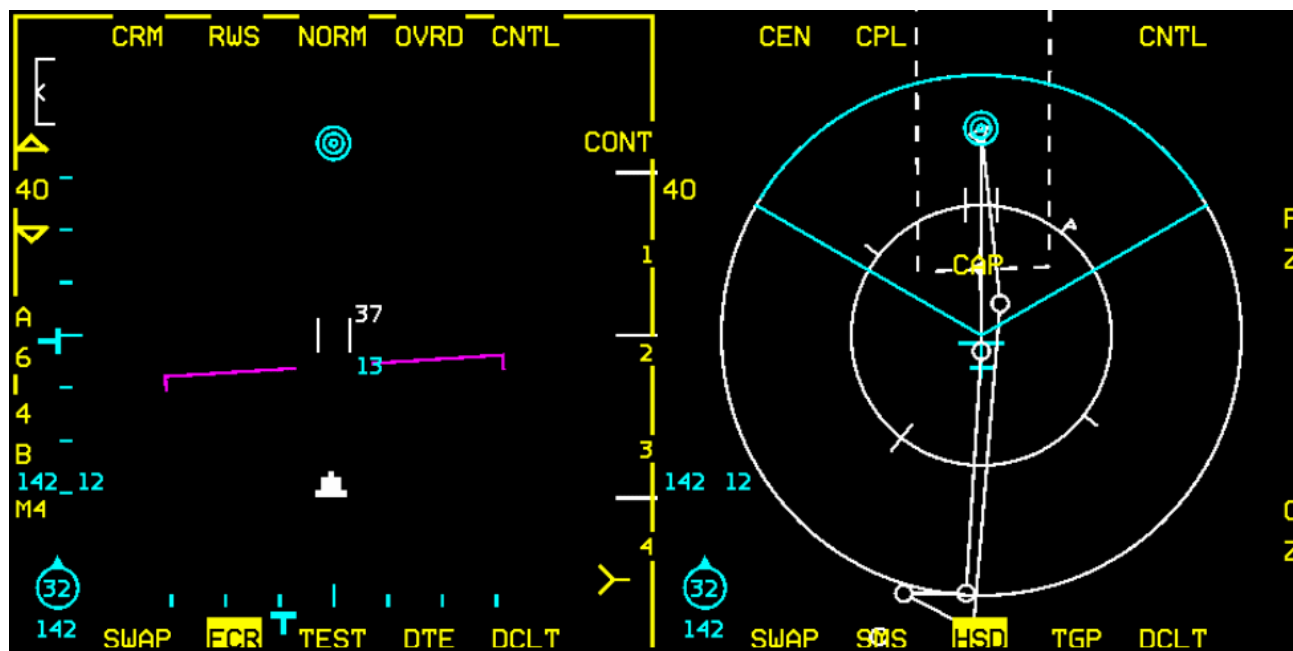 CRM RWS NORM OVRD CNTL
CONT
40
37
13
A
6
4
B
142_12
M4
32
142
1
2
3
4
SWAP FCR TEST DTE DCLT
CEN CPL CNTL
40
A
CAP
142 12
32
142
SWAP SMS HSD TGP DCLT